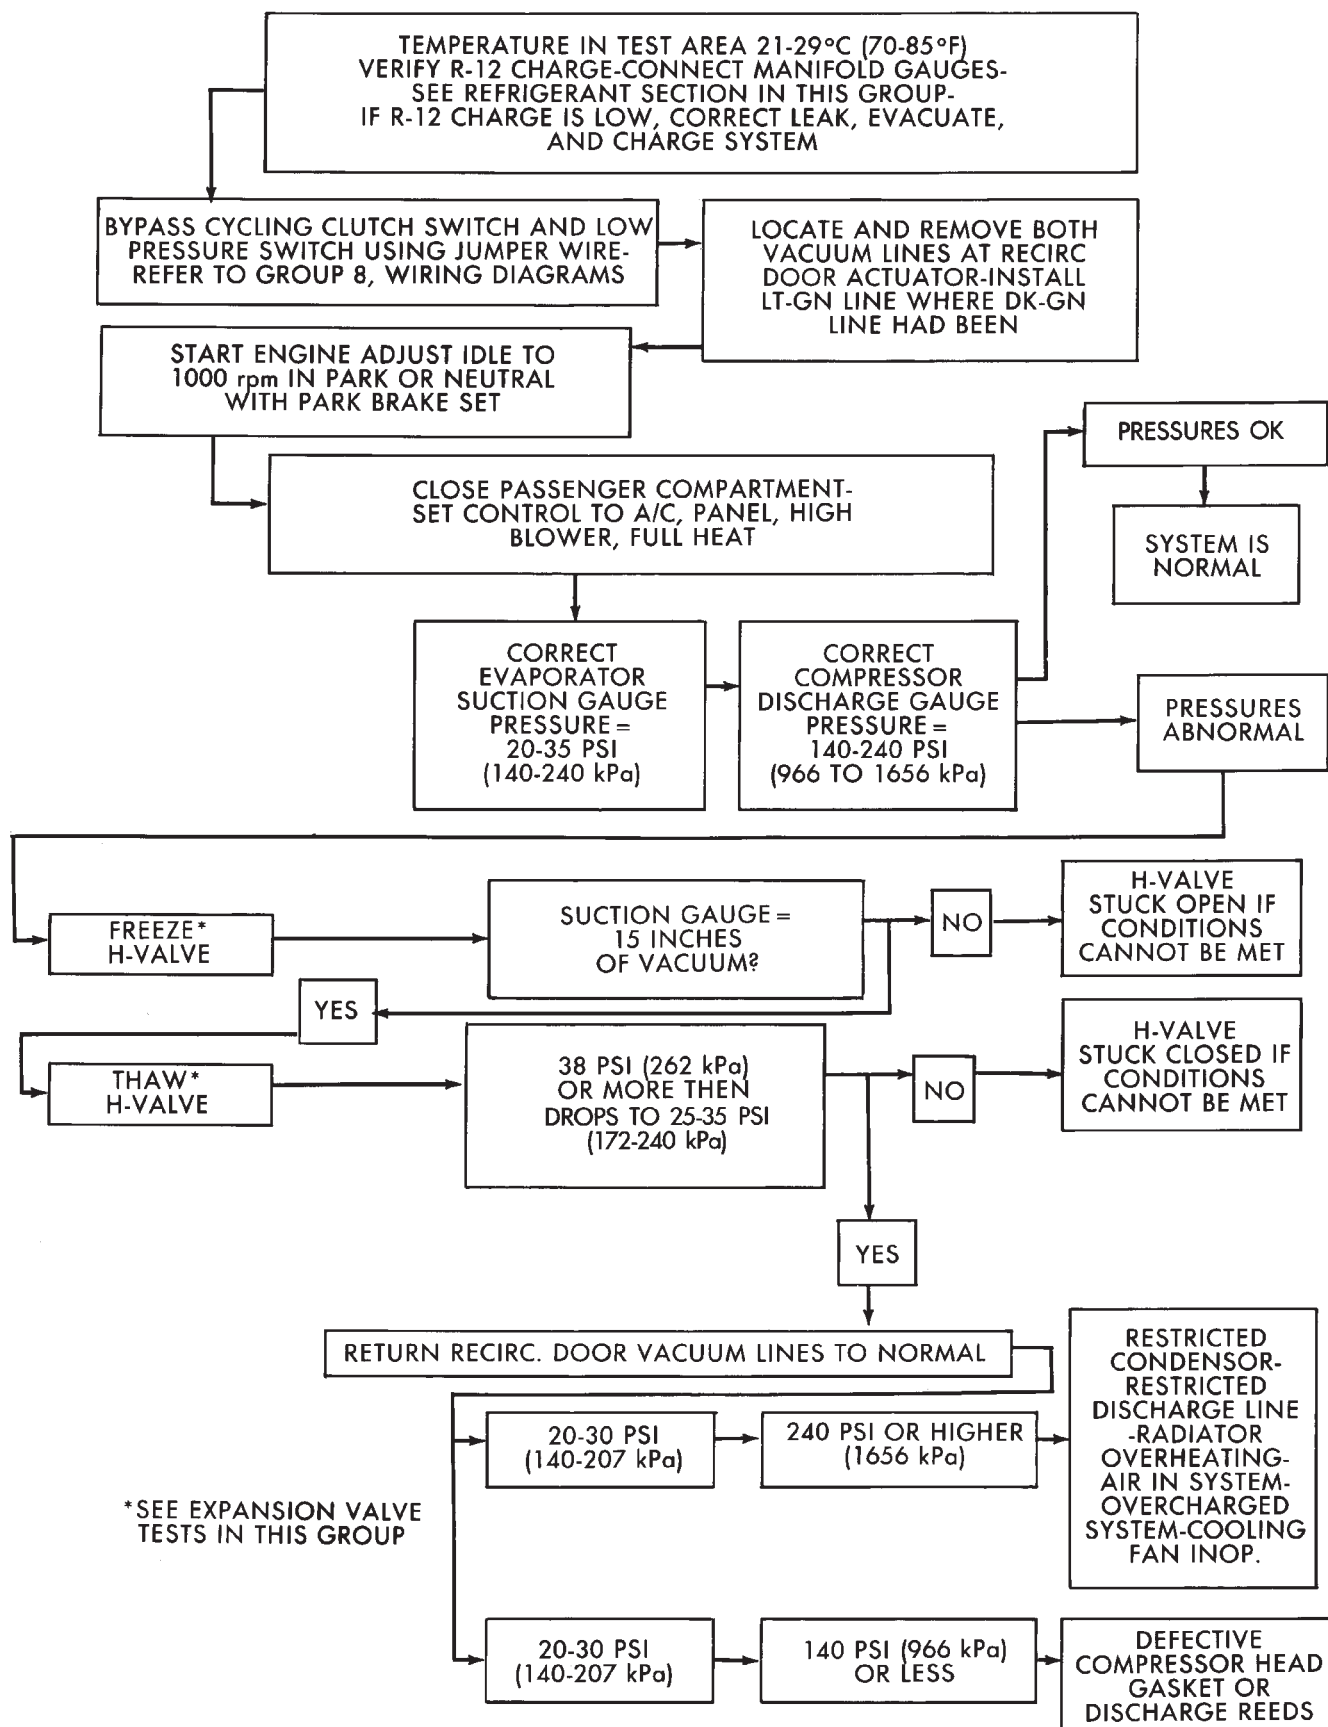 TEMPERATURE IN TEST AREA 21-29°C (70-85°F)
VERIFY R-12 CHARGE-CONNECT MANIFOLD GAUGES-
SEE REFRIGERANT SECTION IN THIS GROUP-
IF R-12 CHARGE IS LOW, CORRECT LEAK, EVACUATE,
AND CHARGE SYSTEM
BYPASS CYCLING CLUTCH SWITCH AND LOW
PRESSURE SWITCH USING JUMPER WIRE-
REFER TO GROUP 8, WIRING DIAGRAMS
LOCATE AND REMOVE BOTH
VACUUM LINES AT RECIRC
DOOR ACTUATOR-INSTALL
LT-GN LINE WHERE DK-GN
LINE HAD BEEN
START ENGINE ADJUST IDLE TO
1000 rpm IN PARK OR NEUTRAL
WITH PARK BRAKE SET
CLOSE PASSENGER COMPARTMENT-
SET CONTROL TO A/C, PANEL, HIGH
BLOWER, FULL HEAT
CORRECT
EVAPORATOR
SUCTION GAUGE
PRESSURE =
20-35 PSI
(140-240 kPa)
CORRECT
COMPRESSOR
DISCHARGE GAUGE
PRESSURE =
140-240 PSI
(966 TO 1656 kPa)
PRESSURES OK
SYSTEM IS
NORMAL
PRESSURES
ABNORMAL
FREEZE*
H-VALVE
SUCTION GAUGE =
15 INCHES
OF VACUUM?
NO
H-VALVE
STUCK OPEN IF
CONDITIONS
CANNOT BE MET
YES
THAW*
H-VALVE
38 PSI (262 kPa)
OR MORE THEN
DROPS TO 25-35 PSI
(172-240 kPa)
NO
H-VALVE
STUCK CLOSED IF
CONDITIONS
CANNOT BE MET
YES
RETURN RECIRC. DOOR VACUUM LINES TO NORMAL
20-30 PSI
(140-207 kPa)
240 PSI OR HIGHER
(1656 kPa)
RESTRICTED
CONDENSOR-
RESTRICTED
DISCHARGE LINE
-RADIATOR
OVERHEATING-
AIR IN SYSTEM-
OVERCHARGED
SYSTEM-COOLING
FAN INOP.
*SEE EXPANSION VALVE
TESTS IN THIS GROUP
20-30 PSI
(140-207 kPa)
140 PSI (966 kPa)
OR LESS
DEFECTIVE
COMPRESSOR HEAD
GASKET OR
DISCHARGE REEDS